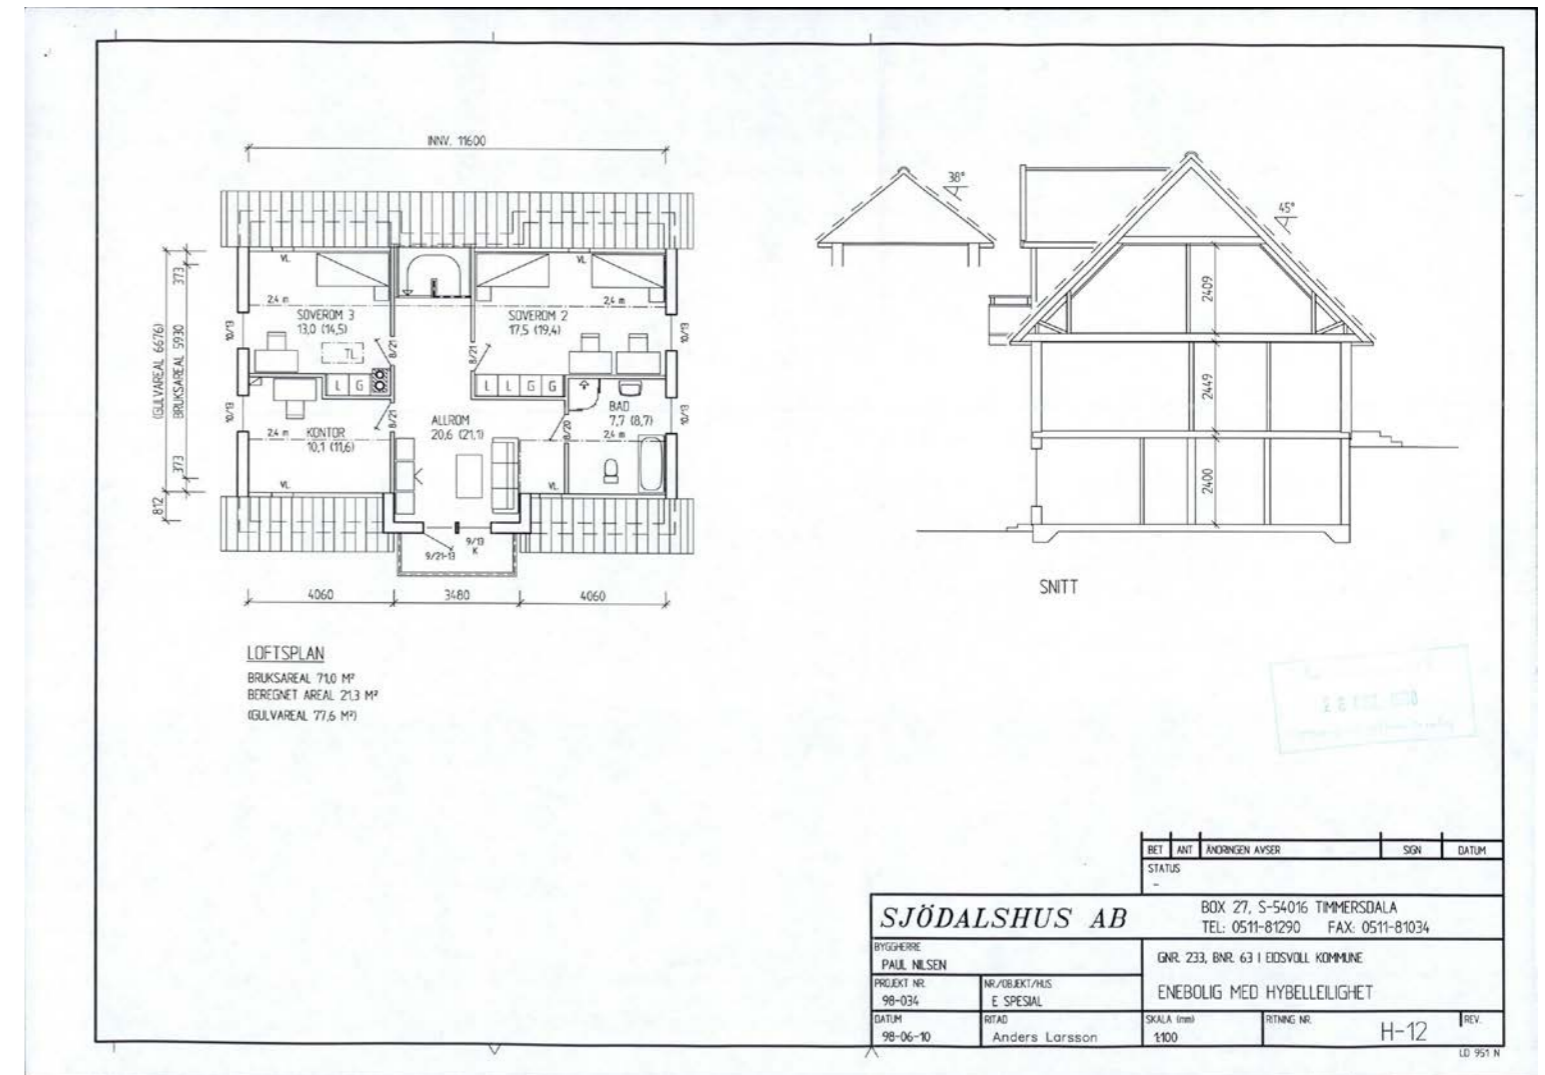 INNV. 11600
38°
45°
373
(GULVAREAL 6676)
BRUKSAREAL 5930
373
812
VL.
VL.
2,4 m
SOVEROM 3
13,0 (14,5)
TL
2,4 m
SOVEROM 2
17,5 (19,4)
10/13
10/13
8/21
8/21
L G
L L G G
10/13
10/13
8/21
8/20
2,4 m
KONTOR
10,1 (11,6)
ALLROM
20,6 (21,1)
BAD
7,7 (8,7)
2,4 m
VL.
VL.
9/21-13
9/13
K
4060
3480
4060
2409
2449
2400
SNITT
LOFTSPLAN
BRUKSAREAL 71,0 M²
BEREGNET AREAL 21,3 M²
(GULVAREAL 77,6 M²)
BET ANT ÄNDRINGEN AVSER SIGN DATUM
STATUS
-
SJÖDALSHUS AB
BOX 27, S-54016 TIMMERSDALA
TEL: 0511-81290 FAX: 0511-81034
BYGGHERRE
PAUL NILSEN
GNR. 233, BNR. 63 I EIDSVOLL KOMMUNE
PROJEKT NR.
98-034
NR./OBJEKT/HUS
E SPESIAL
ENEBOLIG MED HYBELLEILIGHET
DATUM
98-06-10
RITAD
Anders Larsson
SKALA (mm)
1:100
RITNING NR.
H-12
REV.
LD 951 N